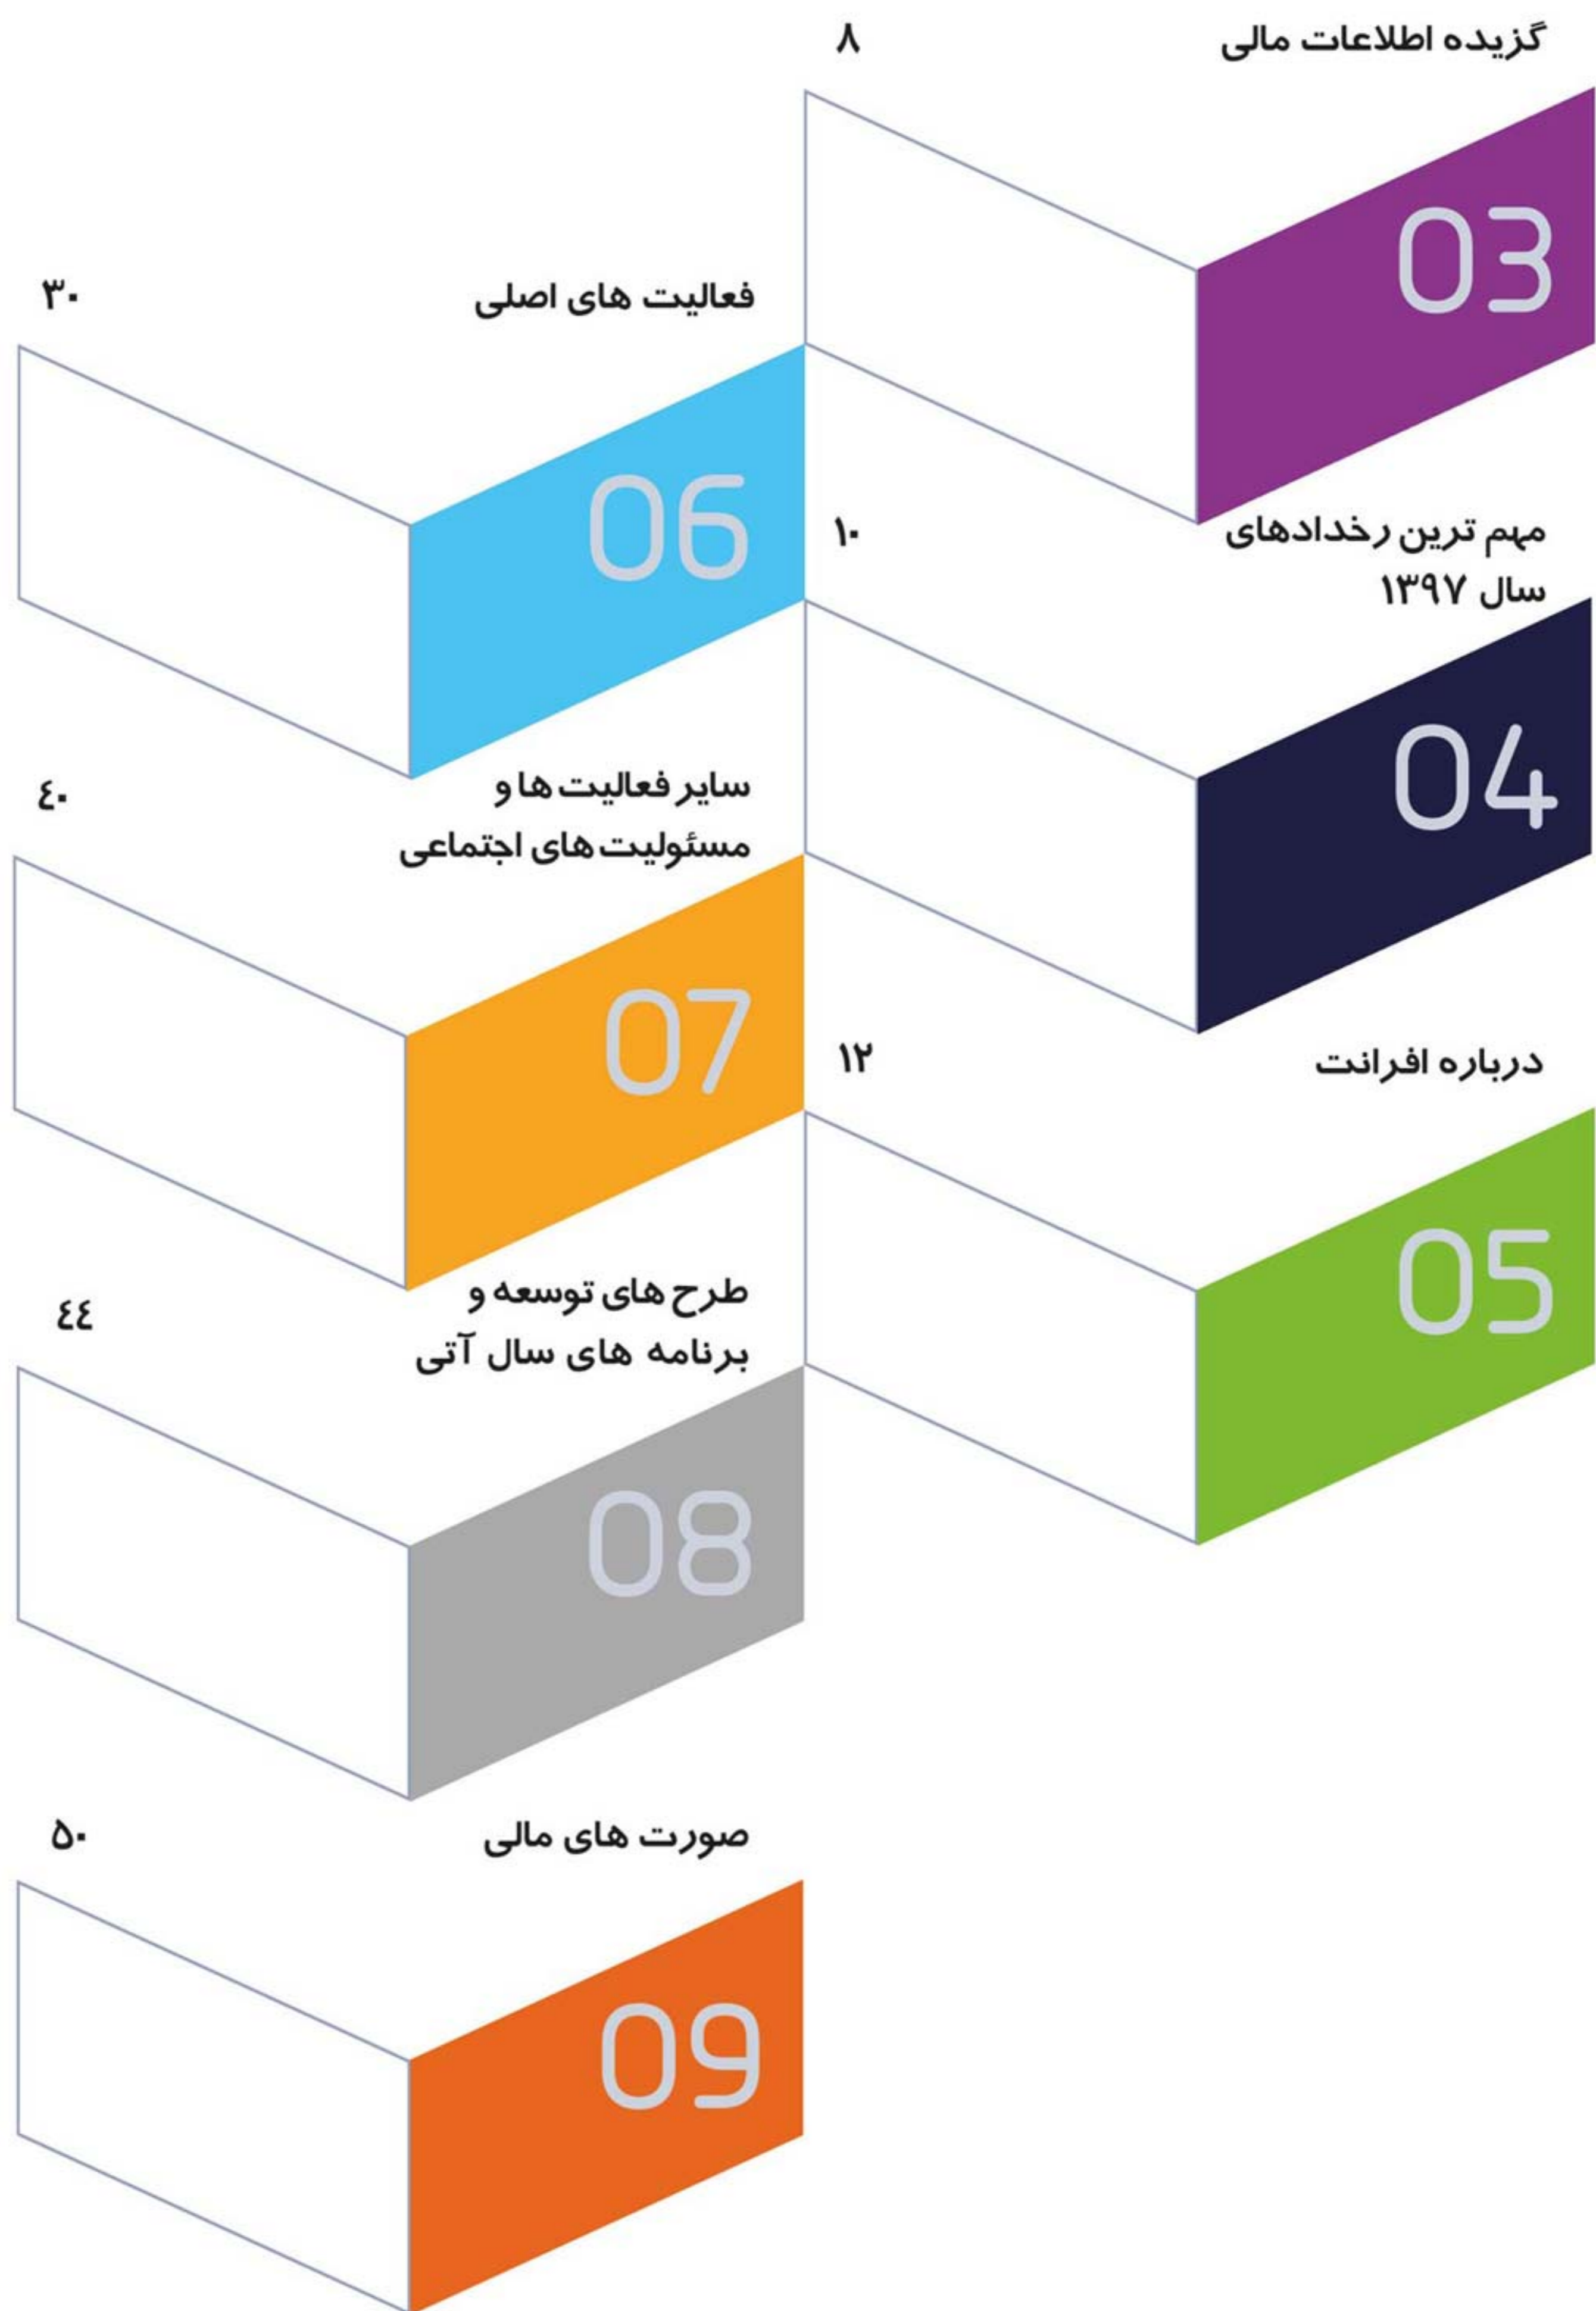 گزیده اطلاعات مالی ۸
03
مهم ترین رخدادهای ۱۰
سال ۱۳۹۷
04
درباره افرانت ۱۲
05
فعالیت های اصلی ۳۰
06
سایر فعالیت ها و ٤۰
مسئولیت های اجتماعی
07
طرح های توسعه و ٤٤
برنامه های سال آتی
08
صورت های مالی ۵۰
09